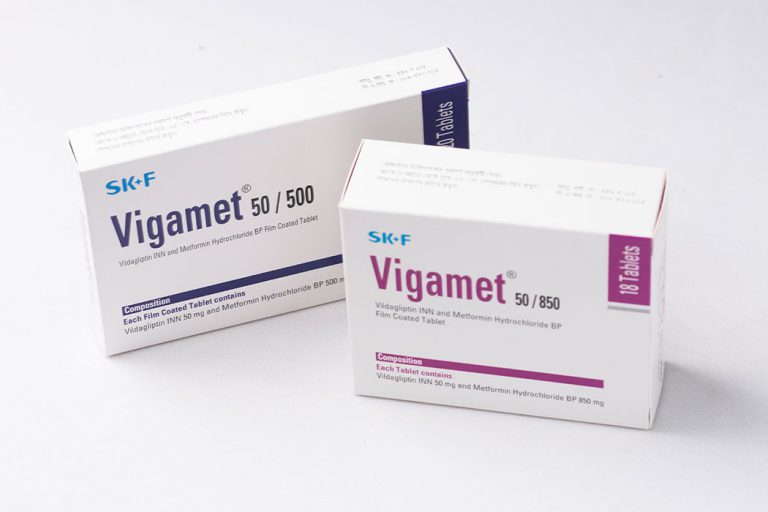 SK+F
Vigamet® 50 / 500
Vildagliptin INN and Metformin Hydrochloride BP Film Coated Tablet
Composition
Each Film Coated Tablet contains
Vildagliptin INN 50 mg and Metformin Hydrochloride BP 500 m
Tablets
SK+F
Vigamet® 50 / 850
Vildagliptin INN and Metformin Hydrochloride BP
Film Coated Tablet
18 Tablets
Composition
Each Tablet contains
Vildagliptin INN 50 mg and Metformin Hydrochloride BP 850 mg